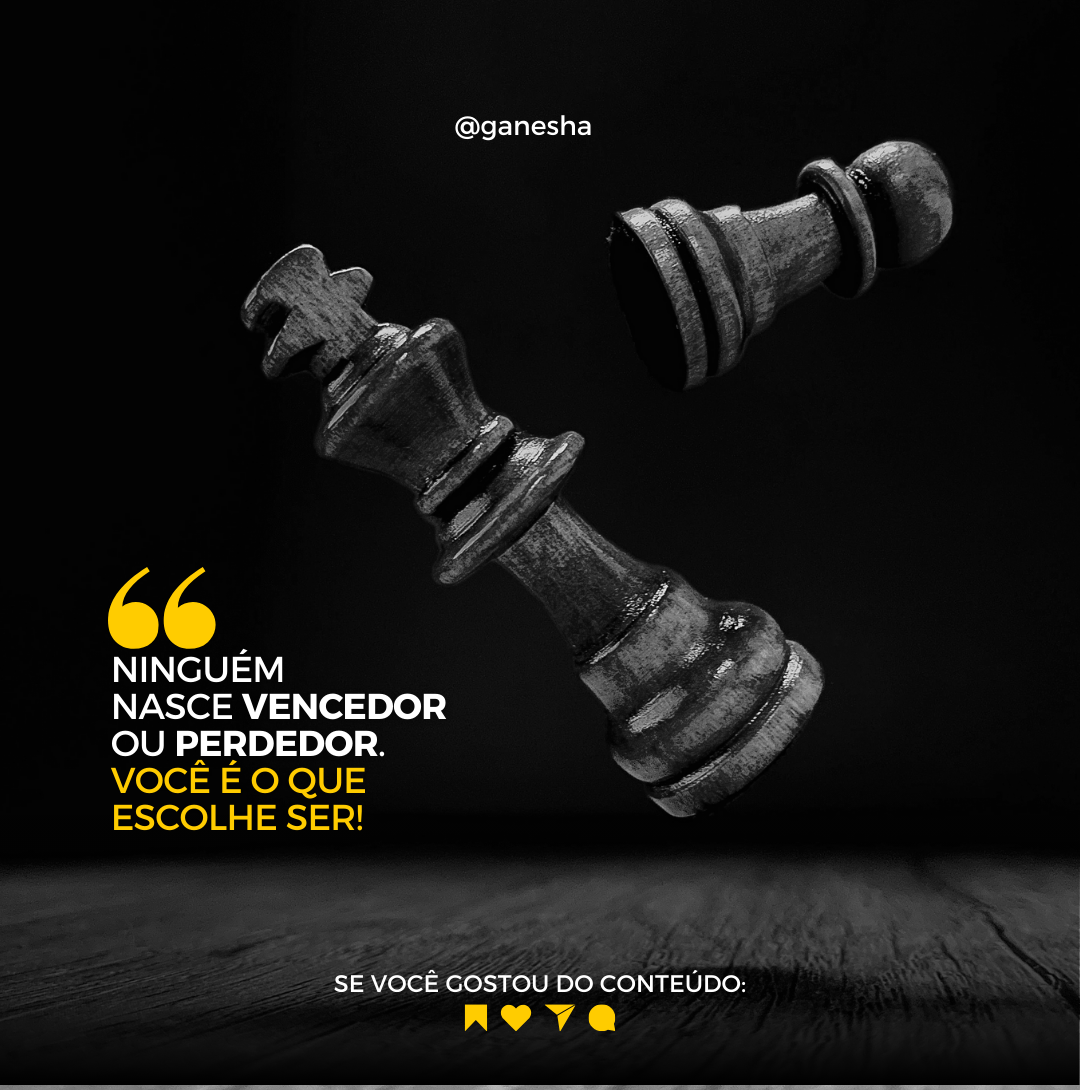 @ganesha
NINGUÉM
NASCE VENCEDOR
OU PERDEDOR.
VOCÊ É O QUE
ESCOLHE SER!
SE VOCÊ GOSTOU DO CONTEÚDO: